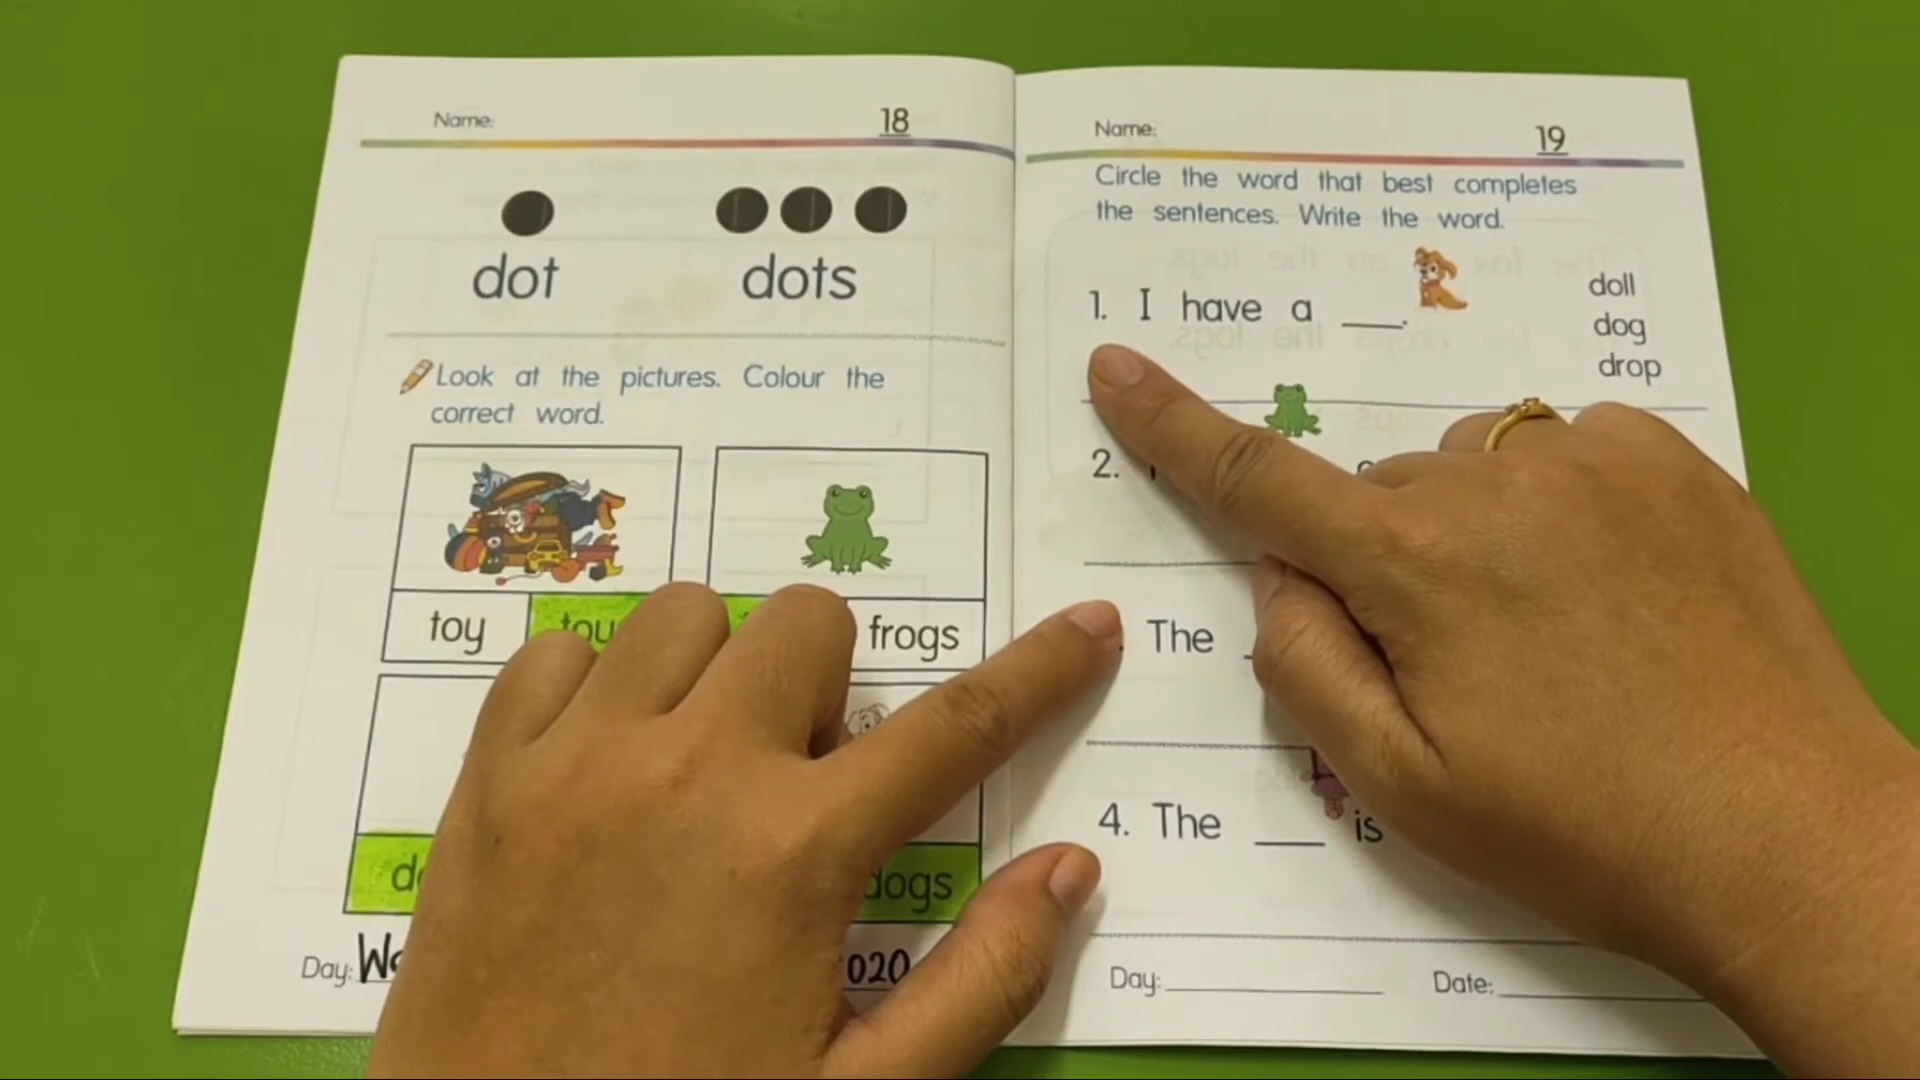 Name: 18
dot dots
Look at the pictures. Colour the
correct word.
toy toy
frogs
dogs
Day: 2020
Name: 19
Circle the word that best completes
the sentences. Write the word.
1. I have a ___.
doll
dog
drop
2.
The
4. The ___ is
Day: Date: